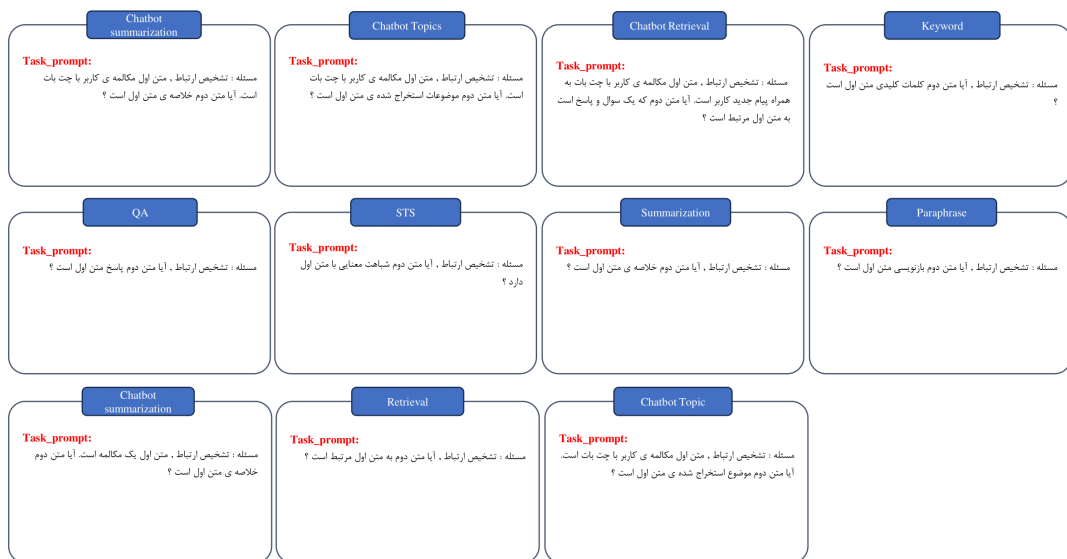 Chatbot
summarization
Task_prompt:
مسئله : تشخیص ارتباط , متن اول مکالمه ی کاربر با چت بات
است. آیا متن دوم خلاصه ی متن اول است ؟
Chatbot Topics
Task_prompt:
مسئله : تشخیص ارتباط , متن اول مکالمه ی کاربر با چت بات
است. آیا متن دوم موضوعات استخراج شده ی متن اول است ؟
Chatbot Retrieval
Task_prompt:
مسئله : تشخیص ارتباط , متن اول مکالمه ی کاربر با چت بات به
همراه پیام جدید کاربر است. آیا متن دوم که یک سوال و پاسخ است
به متن اول مرتبط است ؟
Keyword
Task_prompt:
مسئله : تشخیص ارتباط , آیا متن دوم کلمات کلیدی متن اول است
؟
QA
Task_prompt:
مسئله : تشخیص ارتباط , آیا متن دوم پاسخ متن اول است ؟
STS
Task_prompt:
مسئله : تشخیص ارتباط , آیا متن دوم شباهت معنایی با متن اول
دارد ؟
Summarization
Task_prompt:
مسئله : تشخیص ارتباط , آیا متن دوم خلاصه ی متن اول است ؟
Paraphrase
Task_prompt:
مسئله : تشخیص ارتباط , آیا متن دوم بازنویسی متن اول است ؟
Chatbot
summarization
Task_prompt:
مسئله : تشخیص ارتباط , متن اول یک مکالمه است. آیا متن دوم
خلاصه ی متن اول است ؟
Retrieval
Task_prompt:
مسئله : تشخیص ارتباط , آیا متن دوم به متن اول مرتبط است ؟
Chatbot Topic
Task_prompt:
مسئله : تشخیص ارتباط , متن اول مکالمه ی کاربر با چت بات است.
آیا متن دوم موضوع استخراج شده ی متن اول است ؟